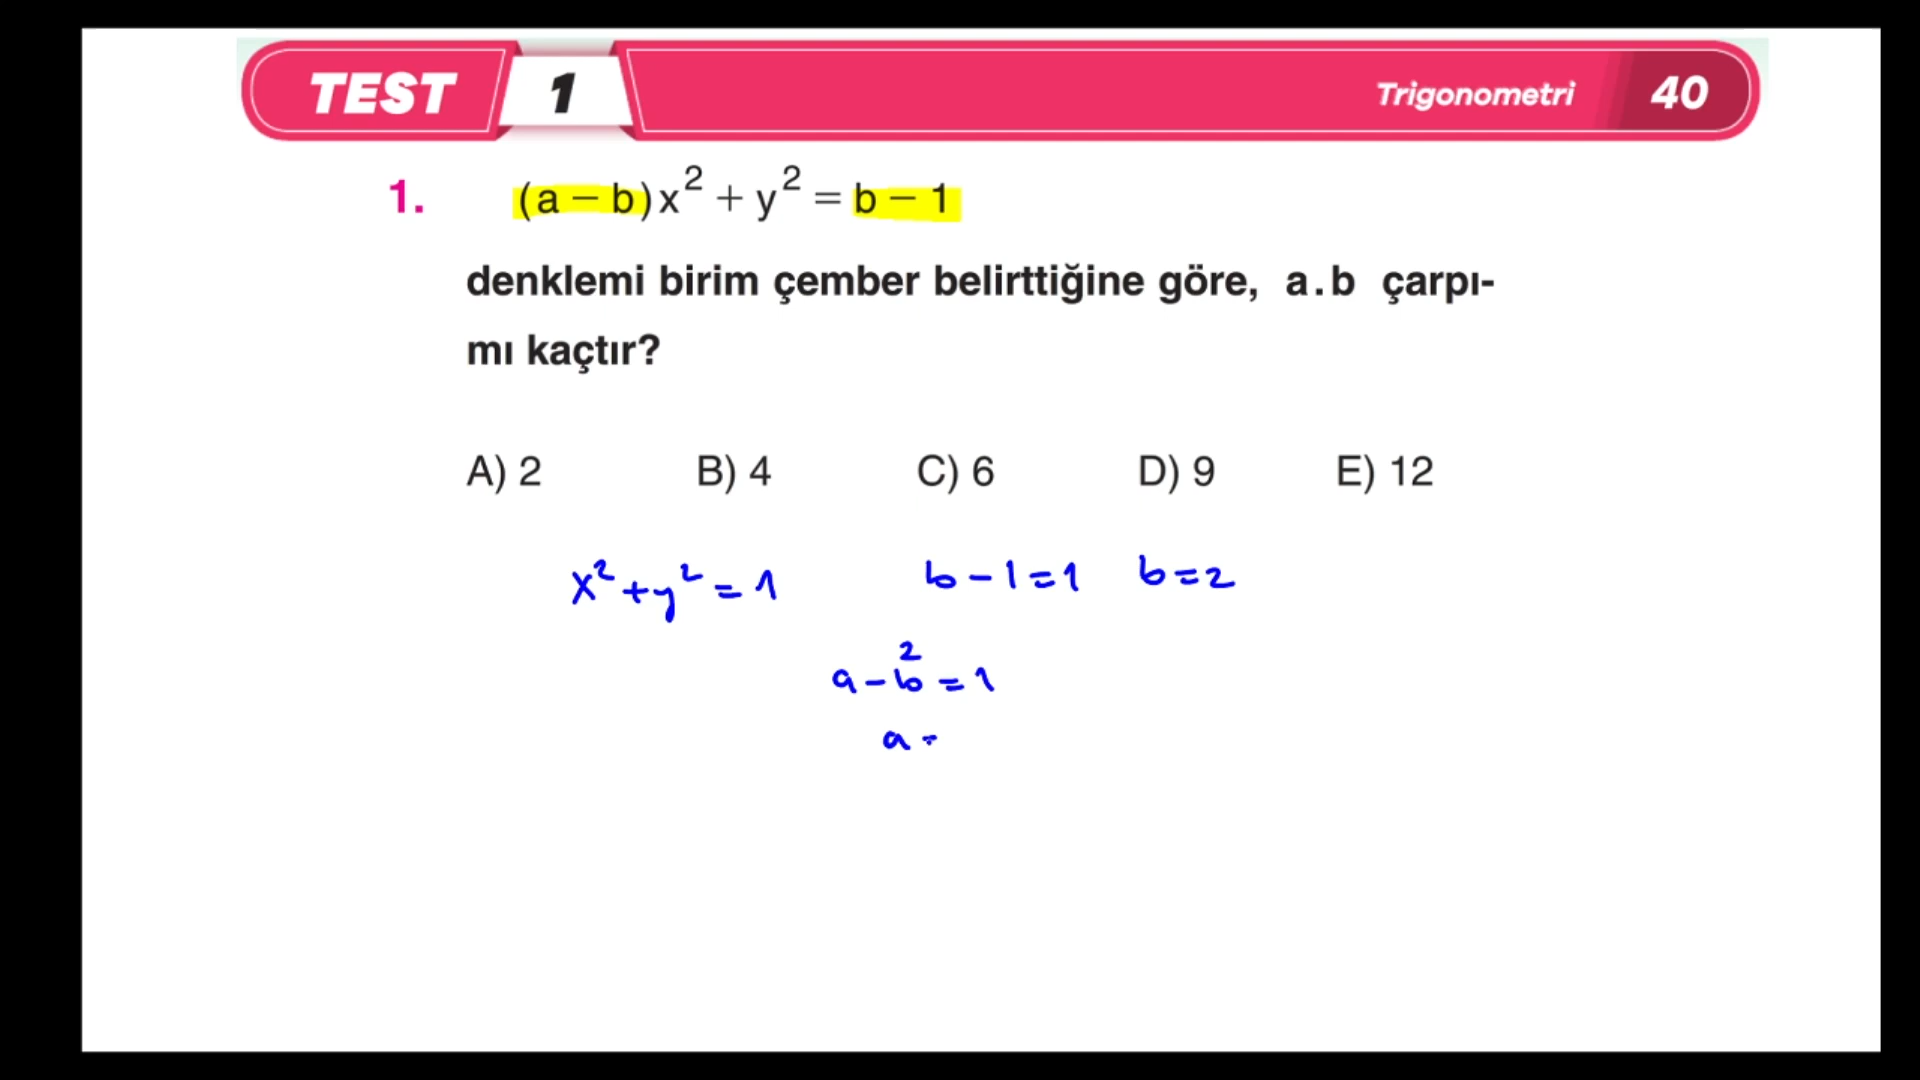 TEST 1 Trigonometri 40
1. (a – b)x² + y² = b – 1
denklemi birim çember belirttiğine göre, a.b çarpı-
mı kaçtır?
A) 2 B) 4 C) 6 D) 9 E) 12
x² + y² = 1 b - 1 = 1 b = 2
2
a - b = 1
a =